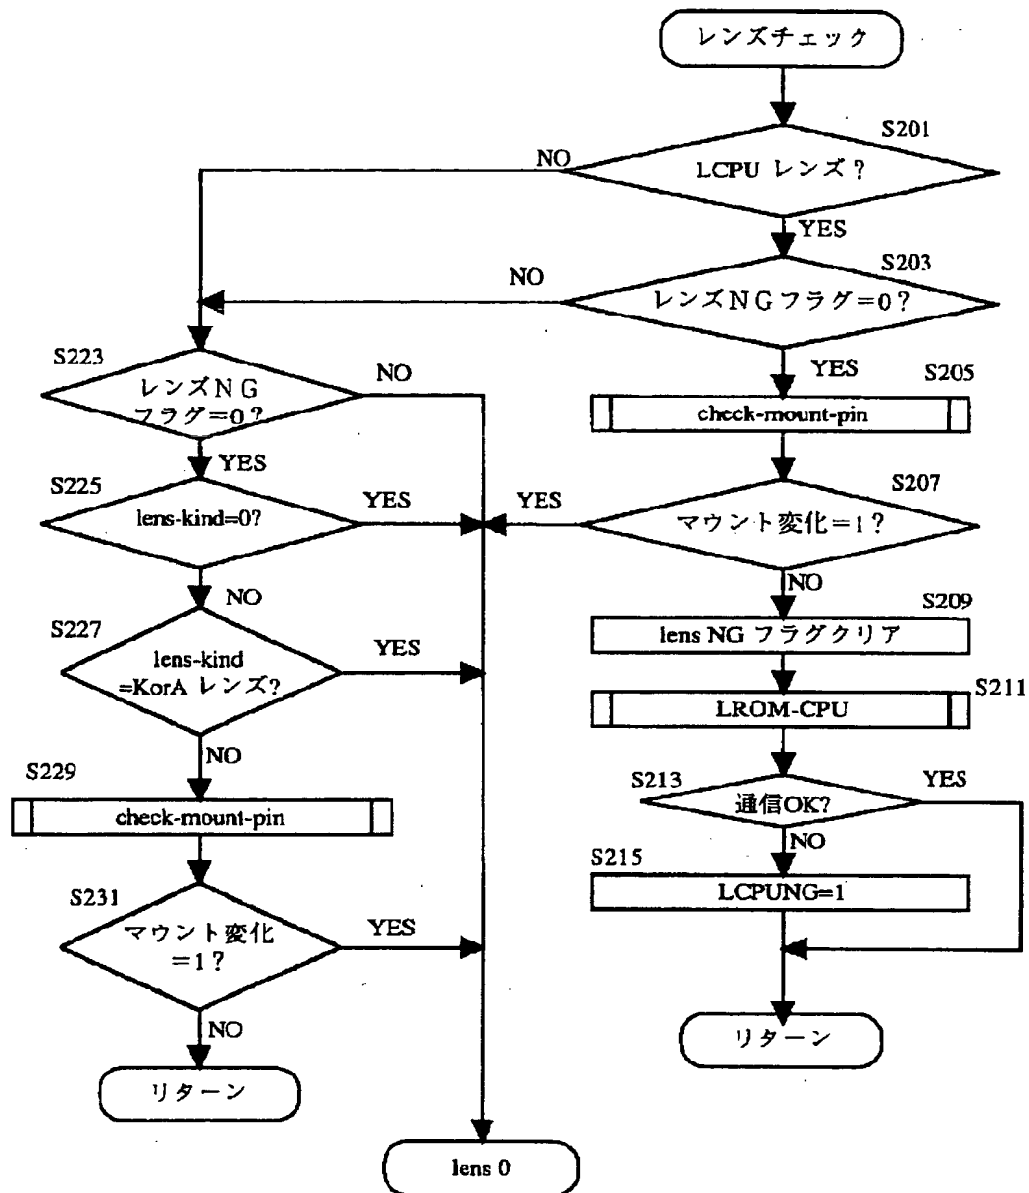 レンズチェック
S201
LCPU レンズ？
NO
YES
S203
レンズNGフラグ＝0？
NO
YES
S205
check-mount-pin
S207
マウント変化＝1？
YES
NO
S209
lens NG フラグクリア
S211
LROM-CPU
S213
通信OK?
YES
NO
S215
LCPUNG=1
リターン
S223
レンズNG
フラグ＝0？
NO
YES
S225
lens-kind=0?
YES
NO
S227
lens-kind
=KorA レンズ?
YES
NO
S229
check-mount-pin
S231
マウント変化
＝1？
YES
NO
リターン
lens 0